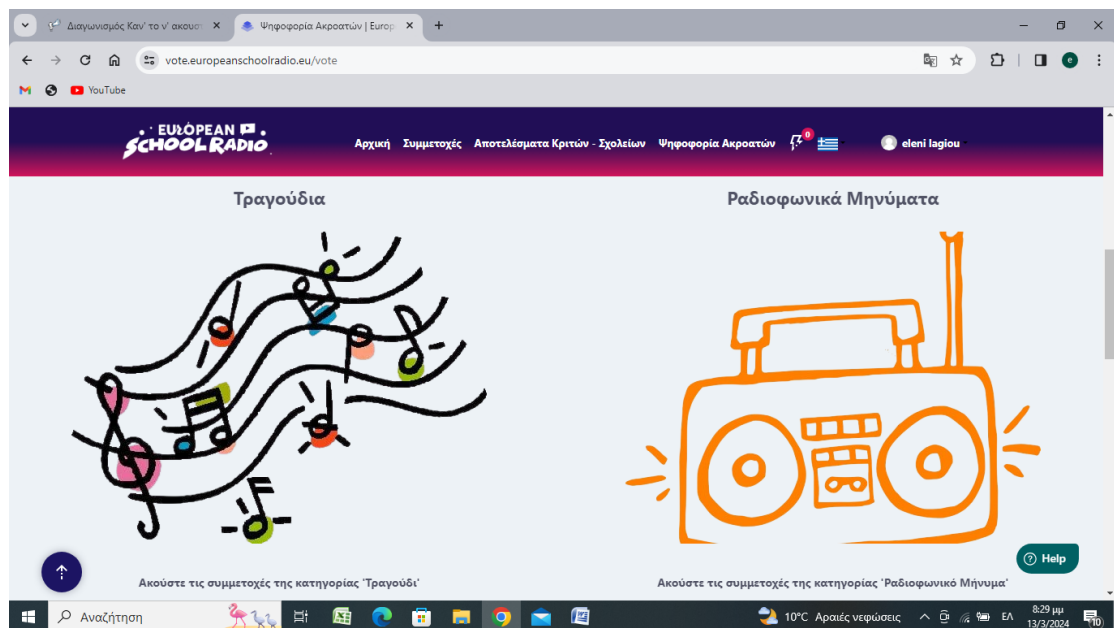 Διαγωνισμός Καν' το ν' ακουστ
Ψηφοφορία Ακροατών | Europ
vote.europeanschoolradio.eu/vote
e
YouTube
EUROPEAN
SCHOOL RADIO
Αρχική Συμμετοχές Αποτελέσματα Κριτών - Σχολείων Ψηφοφορία Ακροατών 0 eleni lagiou
Τραγούδια Ραδιοφωνικά Μηνύματα
Help
Ακούστε τις συμμετοχές της κατηγορίας 'Τραγούδι' Ακούστε τις συμμετοχές της κατηγορίας 'Ραδιοφωνικό Μήνυμα'
Αναζήτηση 10°C Αραιές νεφώσεις ΕΛ 8:29 μμ
13/3/2024 10